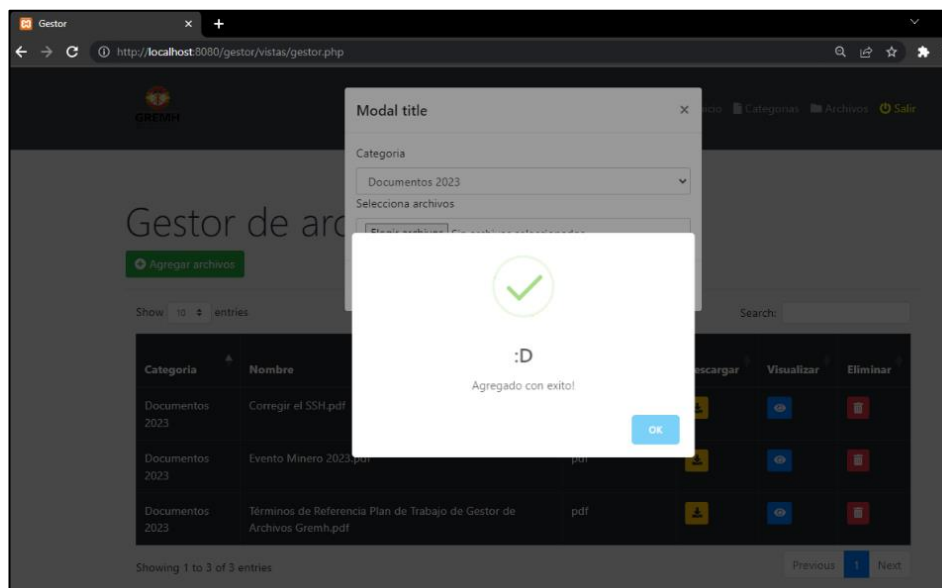 Gestor
http://localhost:8080/gestor/vistas/gestor.php
GREMH
Modal title
Categorias
Archivos
Salir
Categoria
Documentos 2023
Selecciona archivos
Gestor de
Agregar archivos
Show 10 entries
Search:
:D
Agregado con exito!
OK
Categoria
Nombre
Visualizar
Eliminar
Documentos 2023
Corregir el SSH.pdf
Documentos 2023
Evento Minero 2023.pdf
pdf
Documentos 2023
Términos de Referencia Plan de Trabajo de Gestor de
Archivos Gremh.pdf
pdf
Showing 1 to 3 of 3 entries
Previous 1 Next